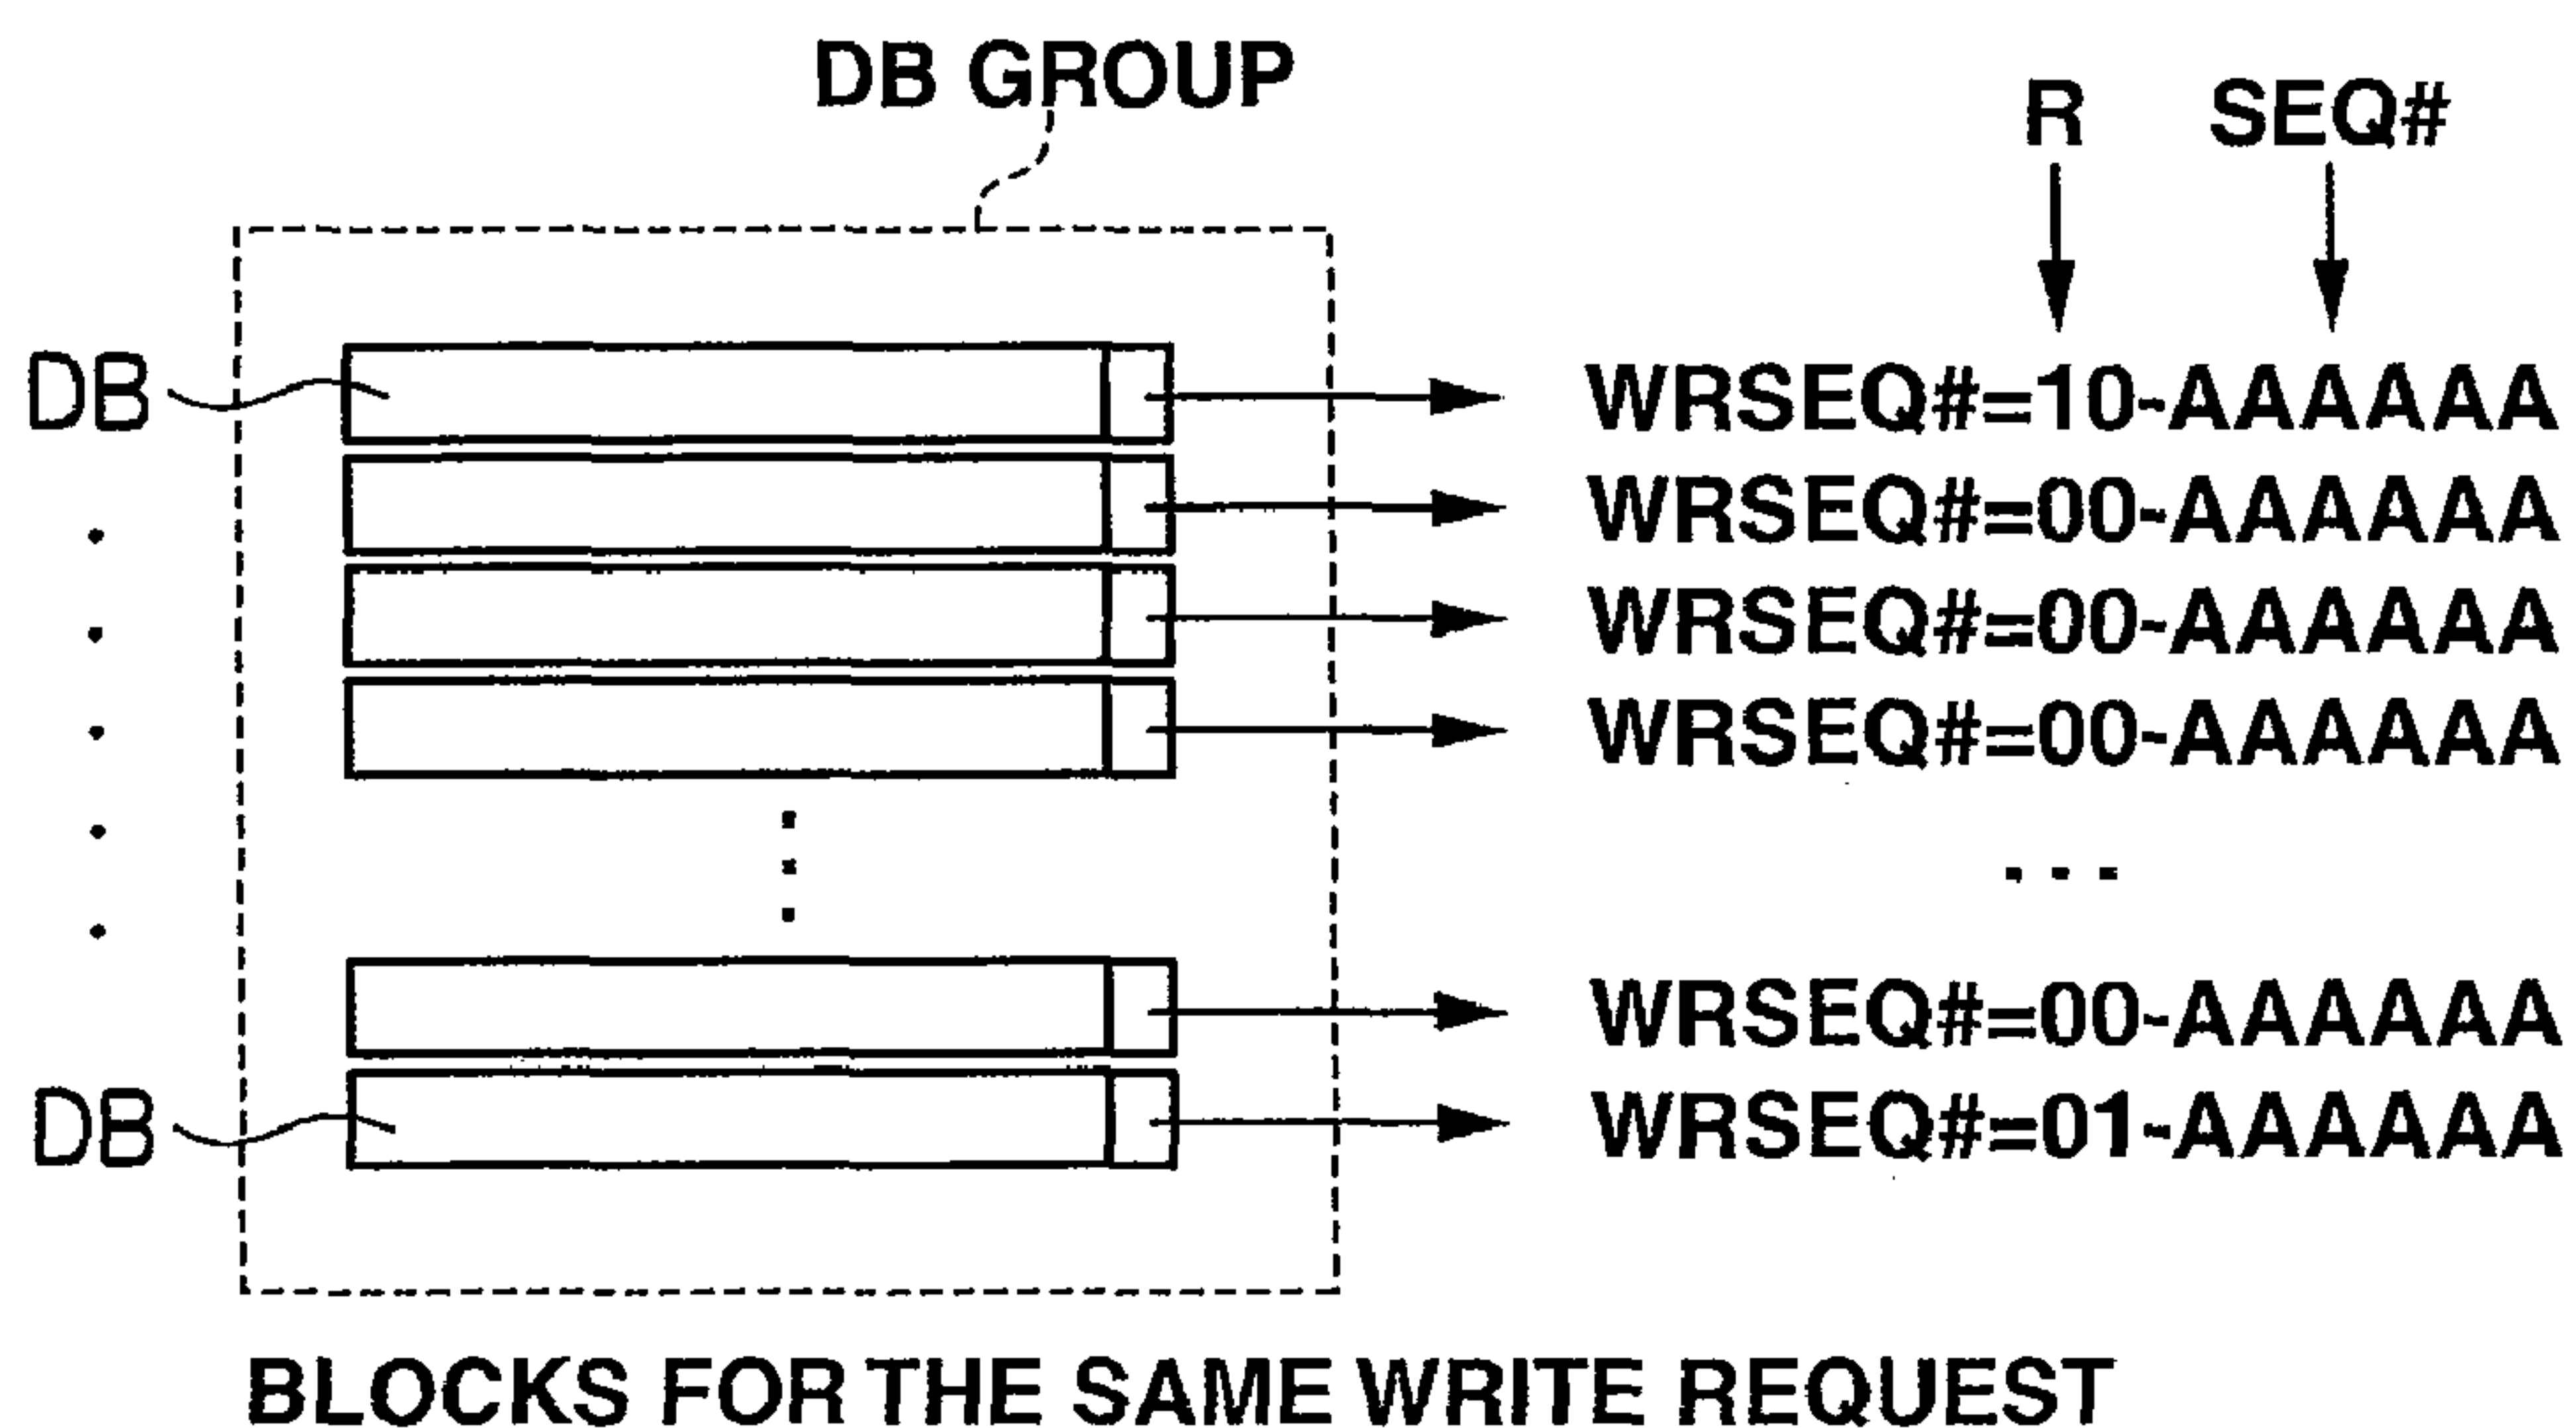 DB GROUP
R SEQ#
DB WRSEQ#=10-AAAAAA
WRSEQ#=00-AAAAAA
WRSEQ#=00-AAAAAA
WRSEQ#=00-AAAAAA
...
WRSEQ#=00-AAAAAA
DB WRSEQ#=01-AAAAAA
BLOCKS FOR THE SAME WRITE REQUEST